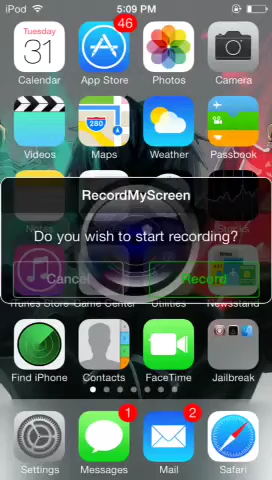 iPod 5:09 PM
46
Tuesday
31
Calendar App Store Photos Camera
280
Videos Maps Weather Passbook
RecordMyScreen
Notes Stocks
Do you wish to start recording?
Cancel Record
iTunes Store Game Center Utilities Newsstand
Find iPhone Contacts FaceTime Jailbreak
1 2
Settings Messages Mail Safari